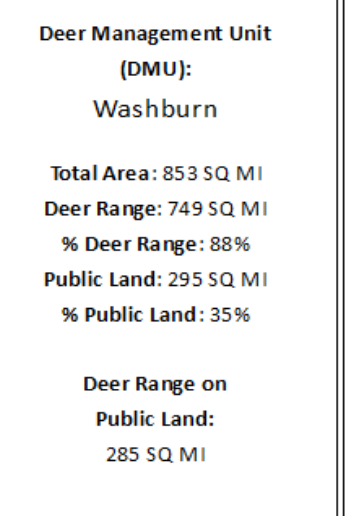 Deer Management Unit
(DMU):
Washburn
Total Area: 853 SQ MI
Deer Range: 749 SQ MI
% Deer Range: 88%
Public Land: 295 SQ MI
% Public Land: 35%
Deer Range on
Public Land:
285 SQ MI